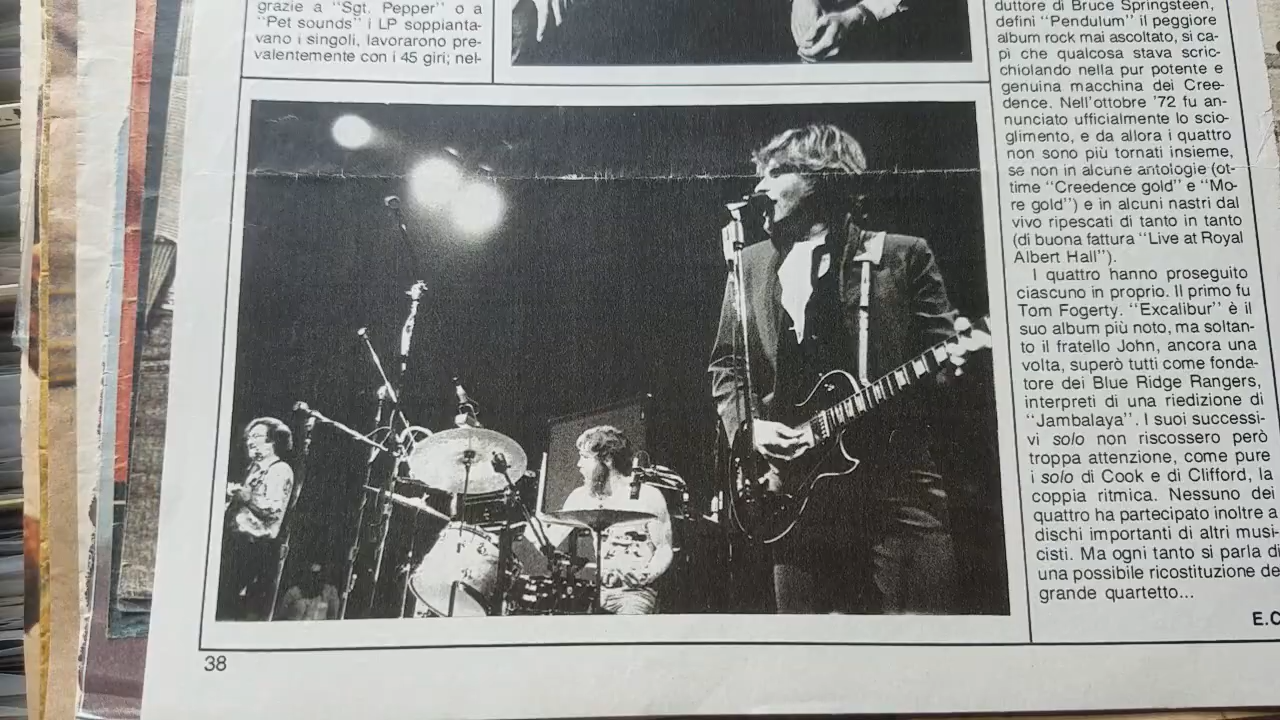 grazie a "Sgt. Pepper" o a
"Pet sounds" i LP soppianta-
vano i singoli, lavorarono pre-
valentemente con i 45 giri; nel-
duttore di Bruce Springsteen,
definì "Pendulum" il peggiore
album rock mai ascoltato, si ca-
pì che qualcosa stava scric-
chiolando nella pur potente e
genuina macchina dei Cree-
dence. Nell'ottobre '72 fu an-
nunciato ufficialmente lo scio-
glimento, e da allora i quattro
non sono più tornati insieme,
se non in alcune antologie (ot-
time "Creedence gold" e "Mo-
re gold") e in alcuni nastri dal
vivo ripescati di tanto in tanto
(di buona fattura "Live at Royal
Albert Hall").
I quattro hanno proseguito
ciascuno in proprio. Il primo fu
Tom Fogerty. "Excalibur" è il
suo album più noto, ma soltan-
to il fratello John, ancora una
volta, superò tutti come fonda-
tore dei Blue Ridge Rangers,
interpreti di una riedizione di
"Jambalaya". I suoi successi-
vi solo non riscossero però
troppa attenzione, come pure
i solo di Cook e di Clifford, la
coppia ritmica. Nessuno dei
quattro ha partecipato inoltre a
dischi importanti di altri musi-
cisti. Ma ogni tanto si parla di
una possibile ricostituzione de
grande quartetto...
E.C
38